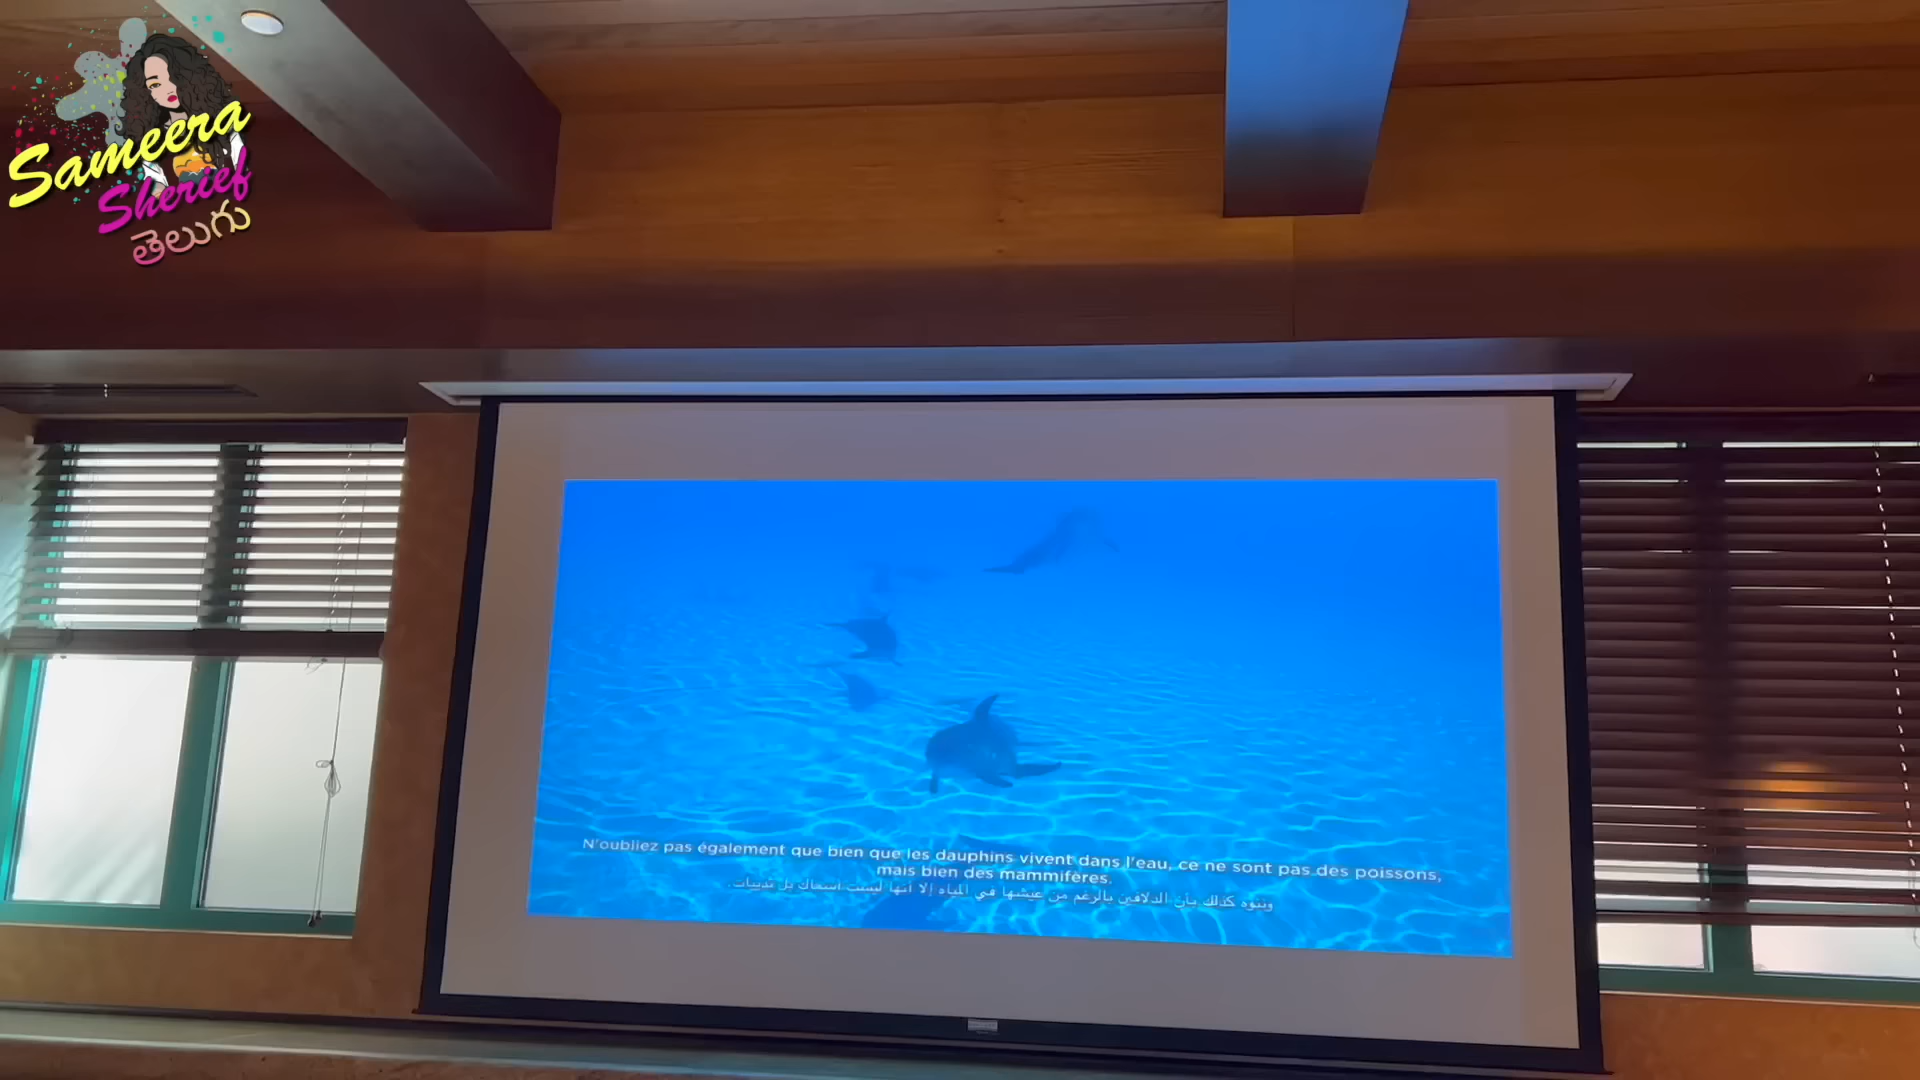 Sameera
Sherief
తెలుగు
N'oubliez pas également que bien que les dauphins vivent dans l'eau, ce ne sont pas des poissons,
mais bien des mammifères.
وننوه كذلك بأن الدلافين بالرغم من عيشها في المياه إلا أنها ليست أسماك بل ثدييات.